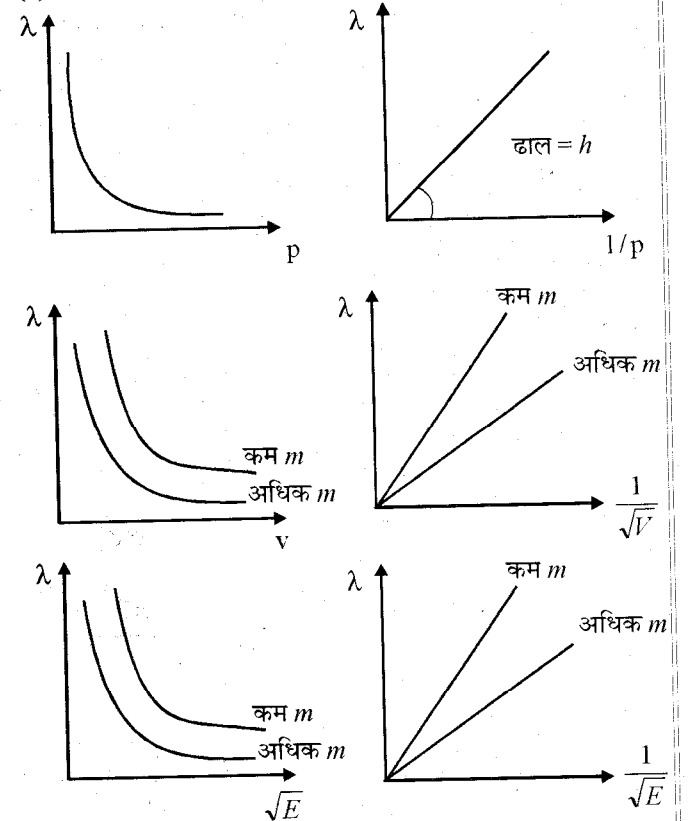 λ
p
λ
ढाल = h
1/p
λ
कम m
अधिक m
v
λ
कम m
अधिक m
1/√V
λ
कम m
अधिक m
√E
λ
कम m
अधिक m
1/√E